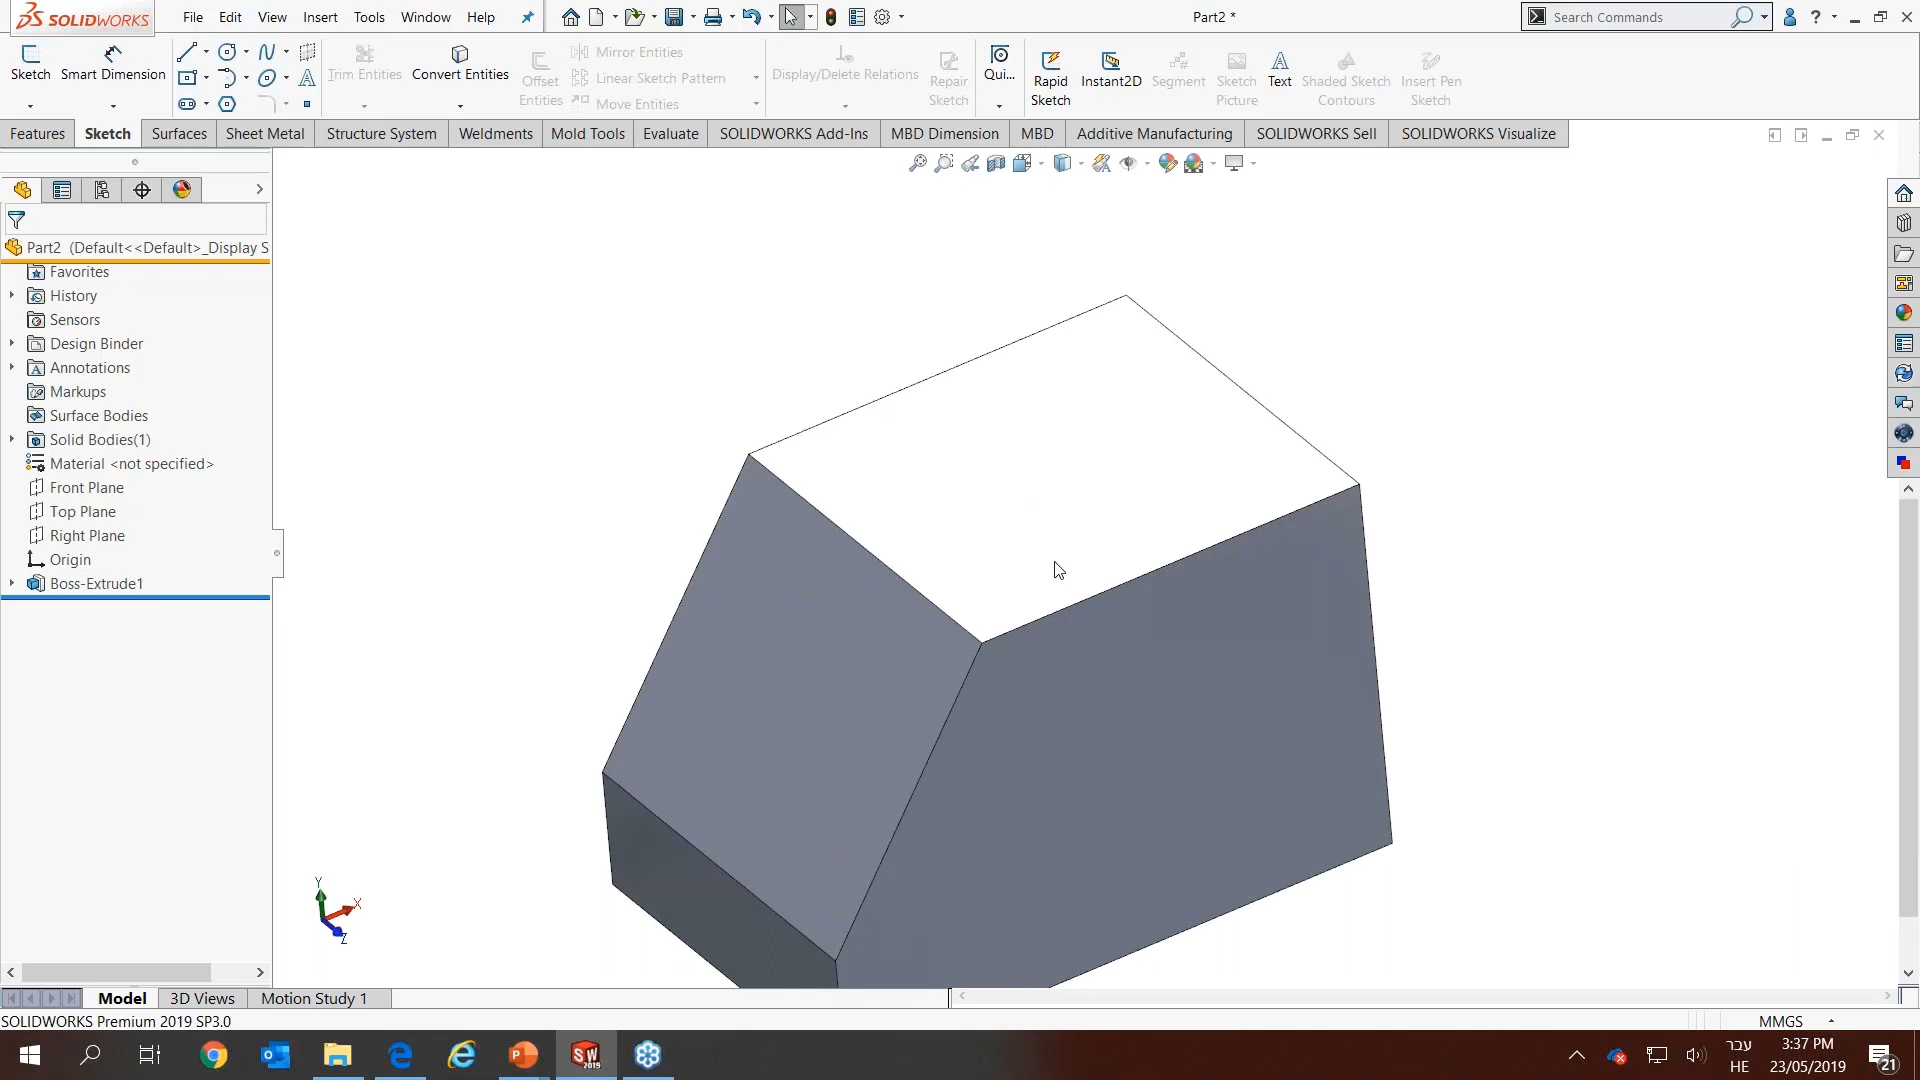 SOLIDWORKS
File Edit View Insert Tools Window Help
Part2 *
Search Commands
?
Sketch
Smart Dimension
Trim Entities
Convert Entities
Offset
Entities
Mirror Entities
Linear Sketch Pattern
Move Entities
Display/Delete Relations
Repair
Sketch
Qui...
Rapid
Sketch
Instant2D
Segment
Sketch
Picture
Text
Shaded Sketch
Contours
Insert Pen
Sketch
Features Sketch Surfaces Sheet Metal Structure System Weldments Mold Tools Evaluate SOLIDWORKS Add-Ins MBD Dimension MBD Additive Manufacturing SOLIDWORKS Sell SOLIDWORKS Visualize
Part2 (Default<<Default>_Display S
Favorites
History
Sensors
Design Binder
Annotations
Markups
Surface Bodies
Solid Bodies(1)
Material <not specified>
Front Plane
Top Plane
Right Plane
Origin
Boss-Extrude1
Y
X
Z
Model 3D Views Motion Study 1
SOLIDWORKS Premium 2019 SP3.0
MMGS
SW
2019
עבר
HE
3:37 PM
23/05/2019
21